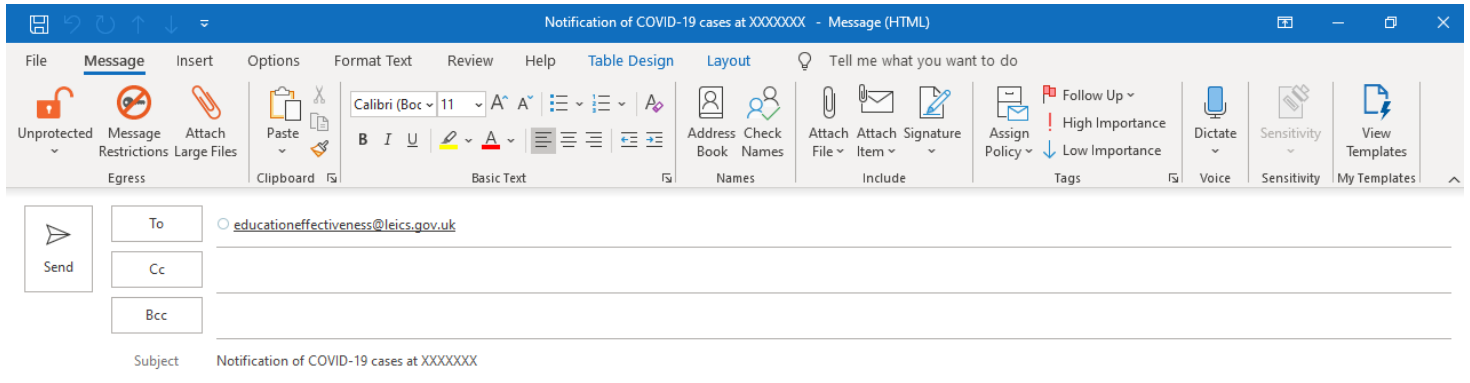 Notification of COVID-19 cases at XXXXXXX - Message (HTML)
File Message Insert Options Format Text Review Help Table Design Layout Tell me what you want to do
Calibri (Boc 11 A^ A˅ Follow Up
B I U A High Importance
Low Importance
Unprotected Message Restrictions Attach Large Files Paste Address Book Check Names Attach File Attach Item Signature Assign Policy Dictate Sensitivity View Templates
Egress Clipboard Basic Text Names Include Tags Voice Sensitivity My Templates
Send
To educationeffectiveness@leics.gov.uk
Cc
Bcc
Subject Notification of COVID-19 cases at XXXXXXX